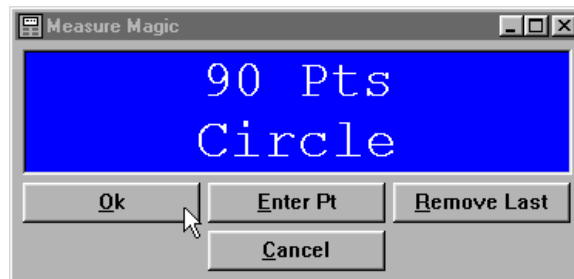 Measure Magic
90 Pts
Circle
Ok
Enter Pt
Remove Last
Cancel